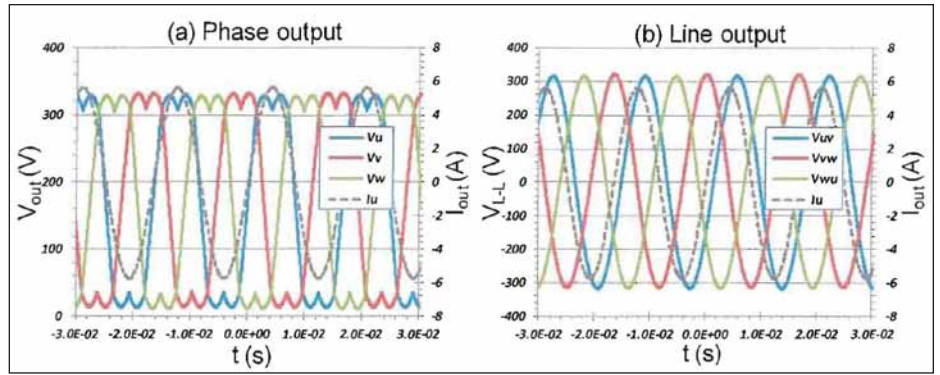 (a) Phase output
(b) Line output
400
300
200
100
0
8
6
4
2
0
-2
-4
-6
-8
V_out (V)
I_out (A)
Vu
Vv
Vw
Iu
-3.0E-02
-2.0E-02
-1.0E-02
0.0E+00
1.0E-02
2.0E-02
3.0E-02
t (s)
400
300
200
100
0
-100
-200
-300
-400
8
6
4
2
0
-2
-4
-6
-8
V_L-L (V)
I_out (A)
Vuv
Vvw
Vwu
Iu
-3.0E-02
-2.0E-02
-1.0E-02
0.0E+00
1.0E-02
2.0E-02
3.0E-02
t (s)